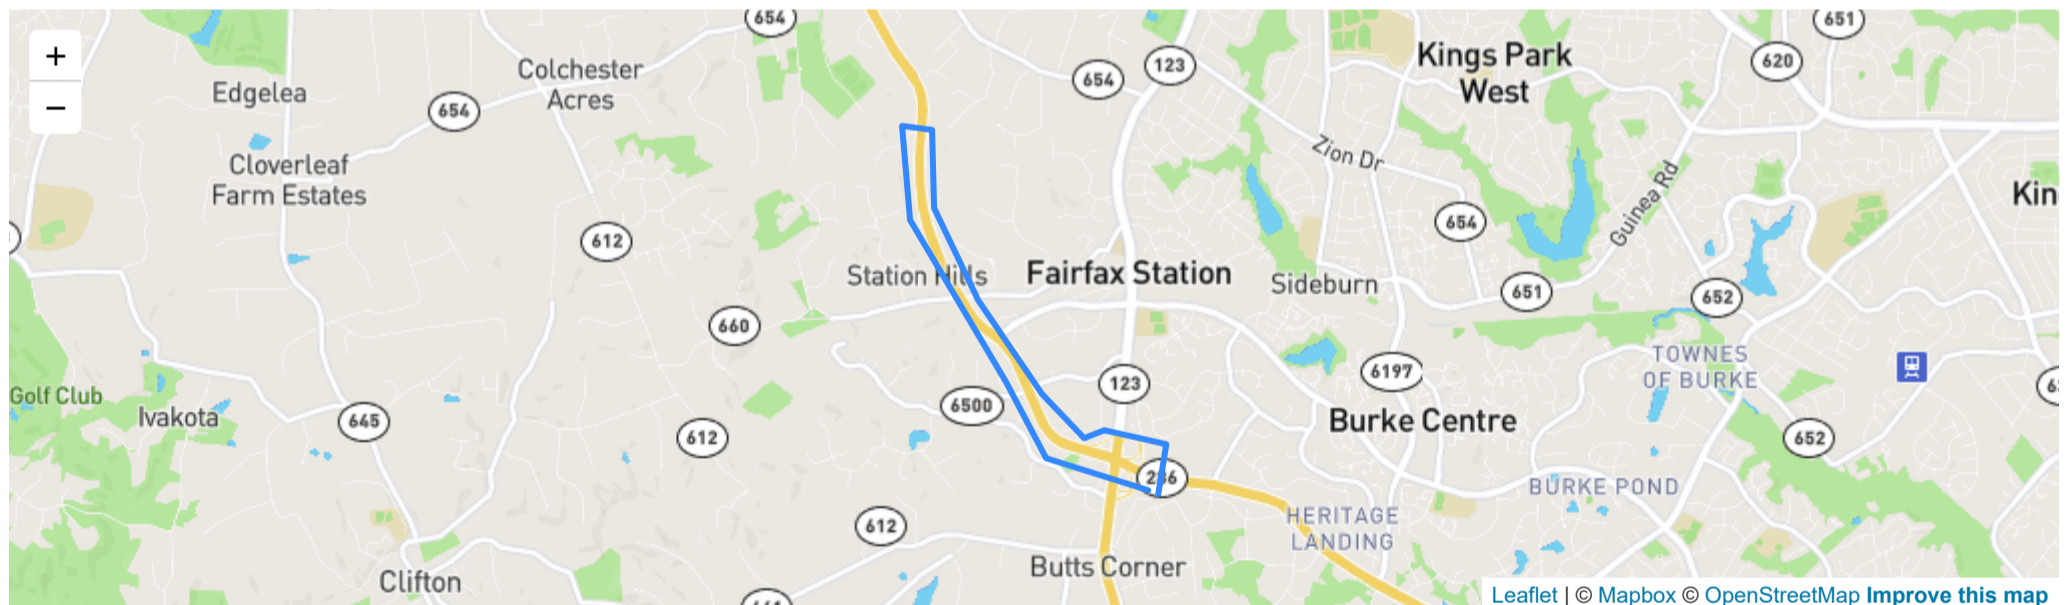 +
−
654
651
Kings Park
West
123
620
Colchester
Acres
654
Edgelea
654
Zion Dr
Cloverleaf
Farm Estates
Guinea Rd
Kin
612
654
Station Hills
Fairfax Station
Sideburn
651
652
660
TOWNES
OF BURKE
6197
123
Golf Club
6500
Ivakota
645
Burke Centre
612
652
286
BURKE POND
HERITAGE
LANDING
612
Butts Corner
Clifton
Leaflet | © Mapbox © OpenStreetMap Improve this map